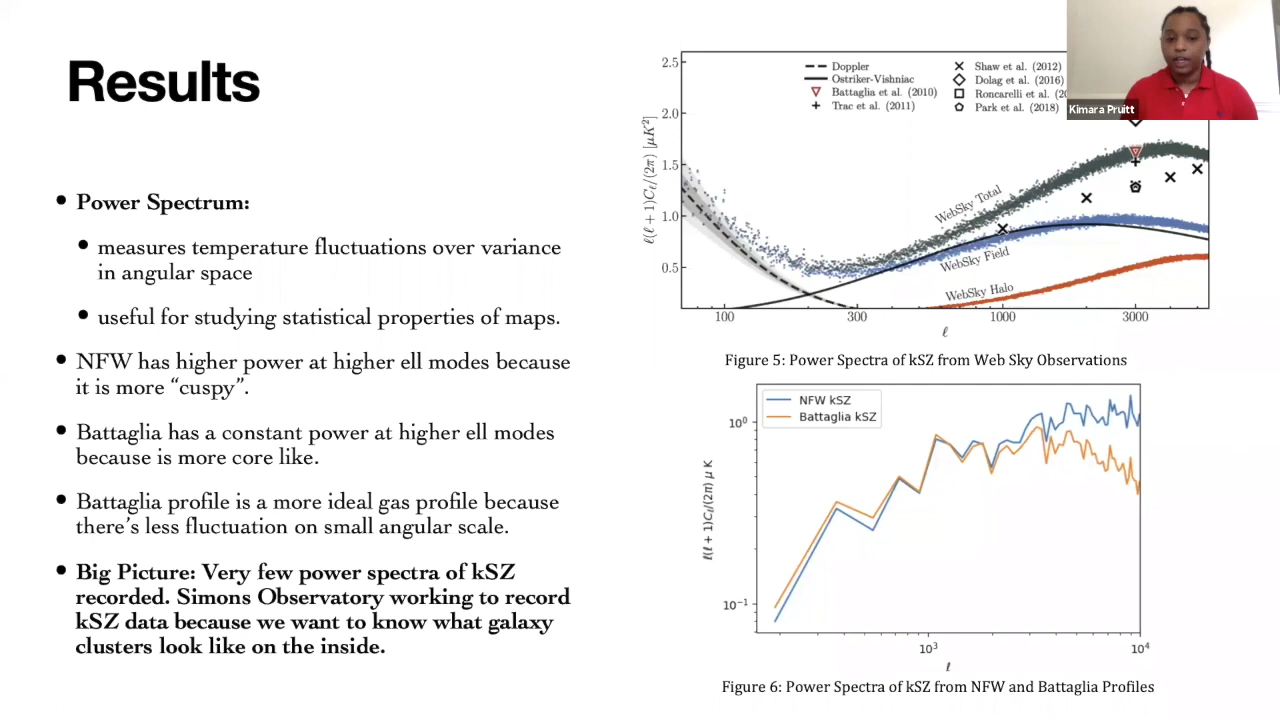 Results
• Power Spectrum:
• measures temperature fluctuations over variance
in angular space
• useful for studying statistical properties of maps.
• NFW has higher power at higher ell modes because
it is more “cuspy”.
• Battaglia has a constant power at higher ell modes
because is more core like.
• Battaglia profile is a more ideal gas profile because
there’s less fluctuation on small angular scale.
• Big Picture: Very few power spectra of kSZ
recorded. Simons Observatory working to record
kSZ data because we want to know what galaxy
clusters look like on the inside.
2.5
2.0
1.5
1.0
0.5
ℓ(ℓ + 1)Cℓ/(2π) [μK²]
Doppler
Ostriker-Vishniac
Battaglia et al. (2010)
Trac et al. (2011)
Shaw et al. (2012)
Dolag et al. (2016)
Roncarelli et al. (20
Park et al. (2018)
WebSky Total
WebSky Field
WebSky Halo
100 300 1000 3000
ℓ
Kimara Pruitt
Figure 5: Power Spectra of kSZ from Web Sky Observations
NFW kSZ
Battaglia kSZ
10⁰
10⁻¹
ℓ(ℓ + 1)Cℓ/(2π) μ K
10³ 10⁴
ℓ
Figure 6: Power Spectra of kSZ from NFW and Battaglia Profiles